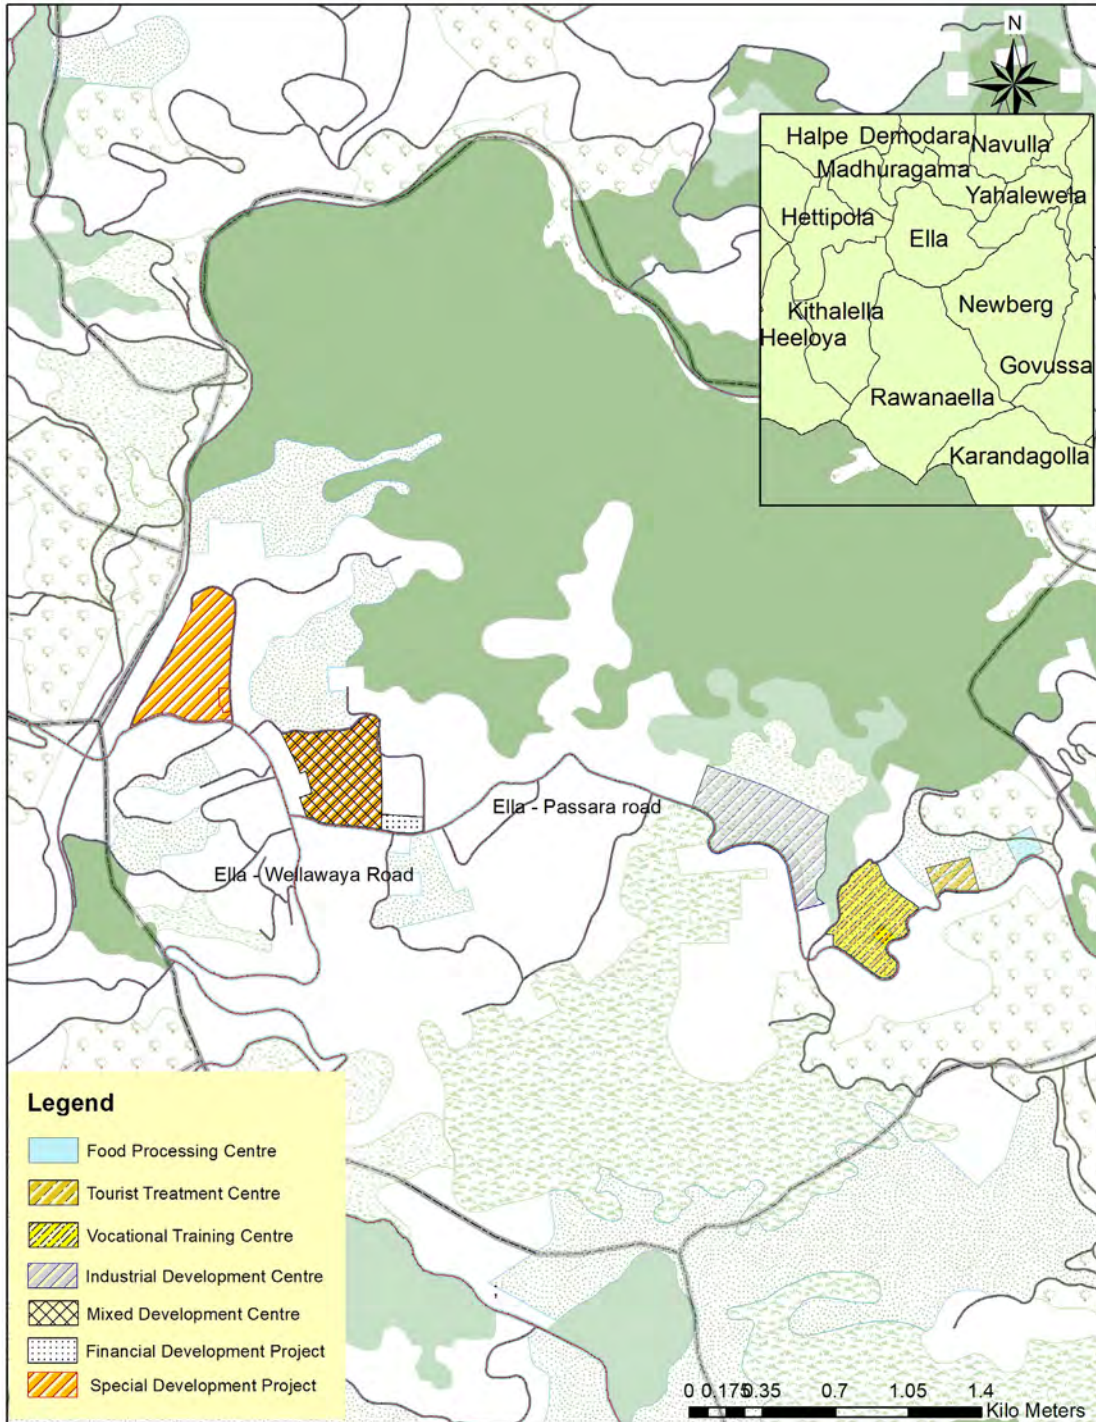 N
Halpe Demodara
Navulla
Madhuragama
Yahalewela
Hettipola
Ella
Kithalella
Newberg
Heeloya
Govussa
Rawanaella
Karandagolla
Ella - Passara road
Ella - Wellawaya Road
Legend
Food Processing Centre
Tourist Treatment Centre
Vocational Training Centre
Industrial Development Centre
Mixed Development Centre
Financial Development Project
Special Development Project
0 0.175 0.35 0.7 1.05 1.4
Kilo Meters